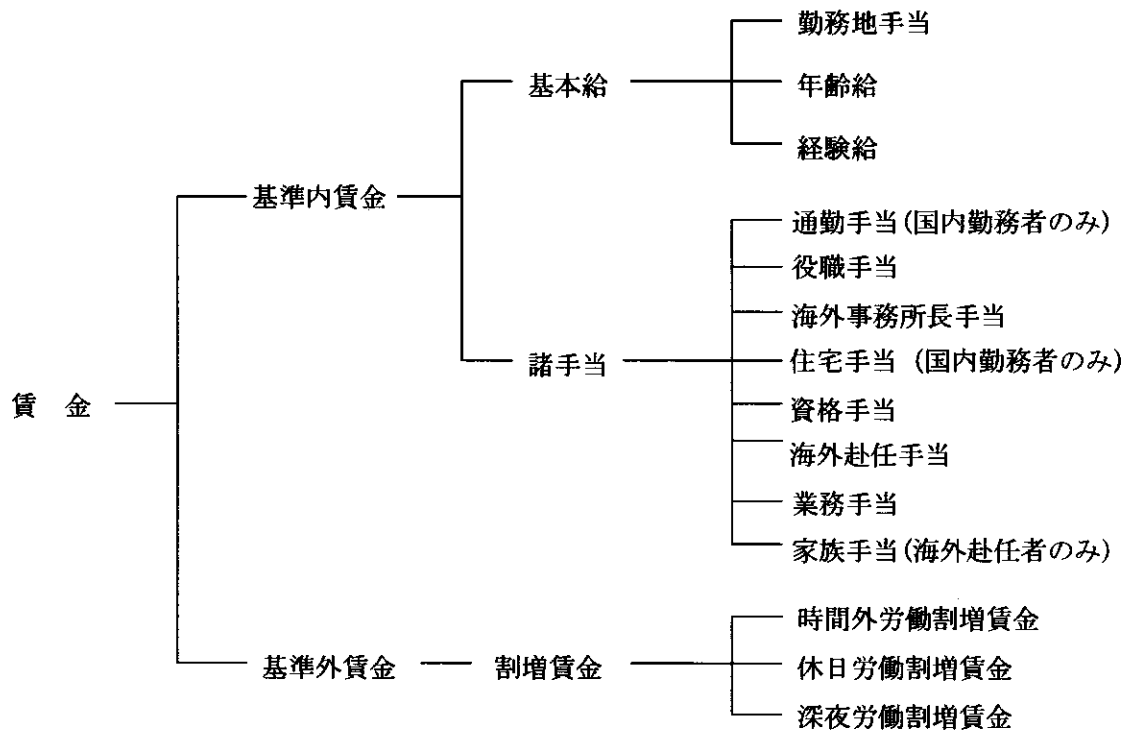 勤務地手当
基本給
年齢給
経験給
基準内賃金
通勤手当(国内勤務者のみ)
役職手当
海外事務所長手当
諸手当
住宅手当 (国内勤務者のみ)
賃 金
資格手当
海外赴任手当
業務手当
家族手当(海外赴任者のみ)
時間外労働割増賃金
基準外賃金
割増賃金
休日労働割増賃金
深夜労働割増賃金